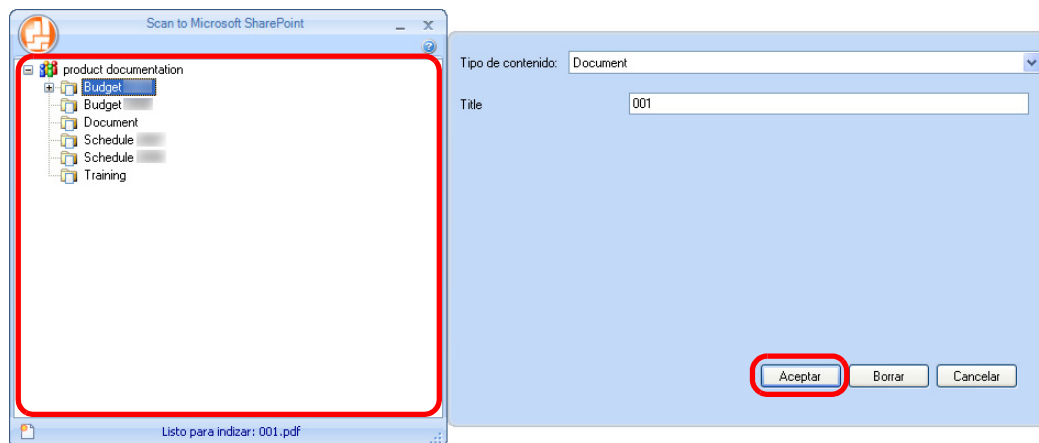 Scan to Microsoft SharePoint
product documentation
Budget
Budget
Document
Schedule
Schedule
Training
Listo para indizar: 001.pdf
Tipo de contenido: Document
Title 001
Aceptar Borrar Cancelar